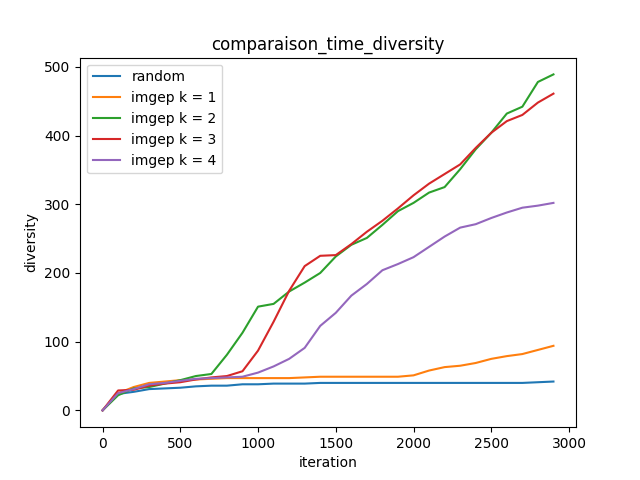 comparaison_time_diversity
random
imgep k = 1
imgep k = 2
imgep k = 3
imgep k = 4
diversity
500
400
300
200
100
0
0 500 1000 1500 2000 2500 3000
iteration